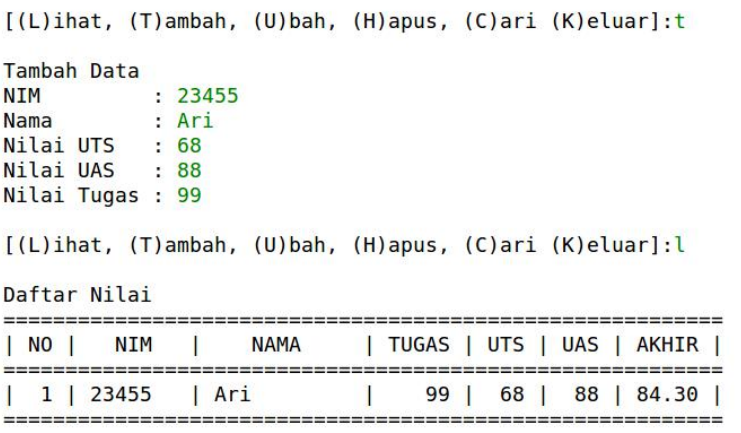 [(L)ihat, (T)ambah, (U)bah, (H)apus, (C)ari (K)eluar]:t
Tambah Data
NIM         : 23455
Nama        : Ari
Nilai UTS   : 68
Nilai UAS   : 88
Nilai Tugas : 99
[(L)ihat, (T)ambah, (U)bah, (H)apus, (C)ari (K)eluar]:l
Daftar Nilai
==========================================================
| NO |   NIM   |    NAMA     | TUGAS | UTS | UAS | AKHIR |
==========================================================
|  1 | 23455   | Ari         |    99 |  68 |  88 | 84.30 |
==========================================================